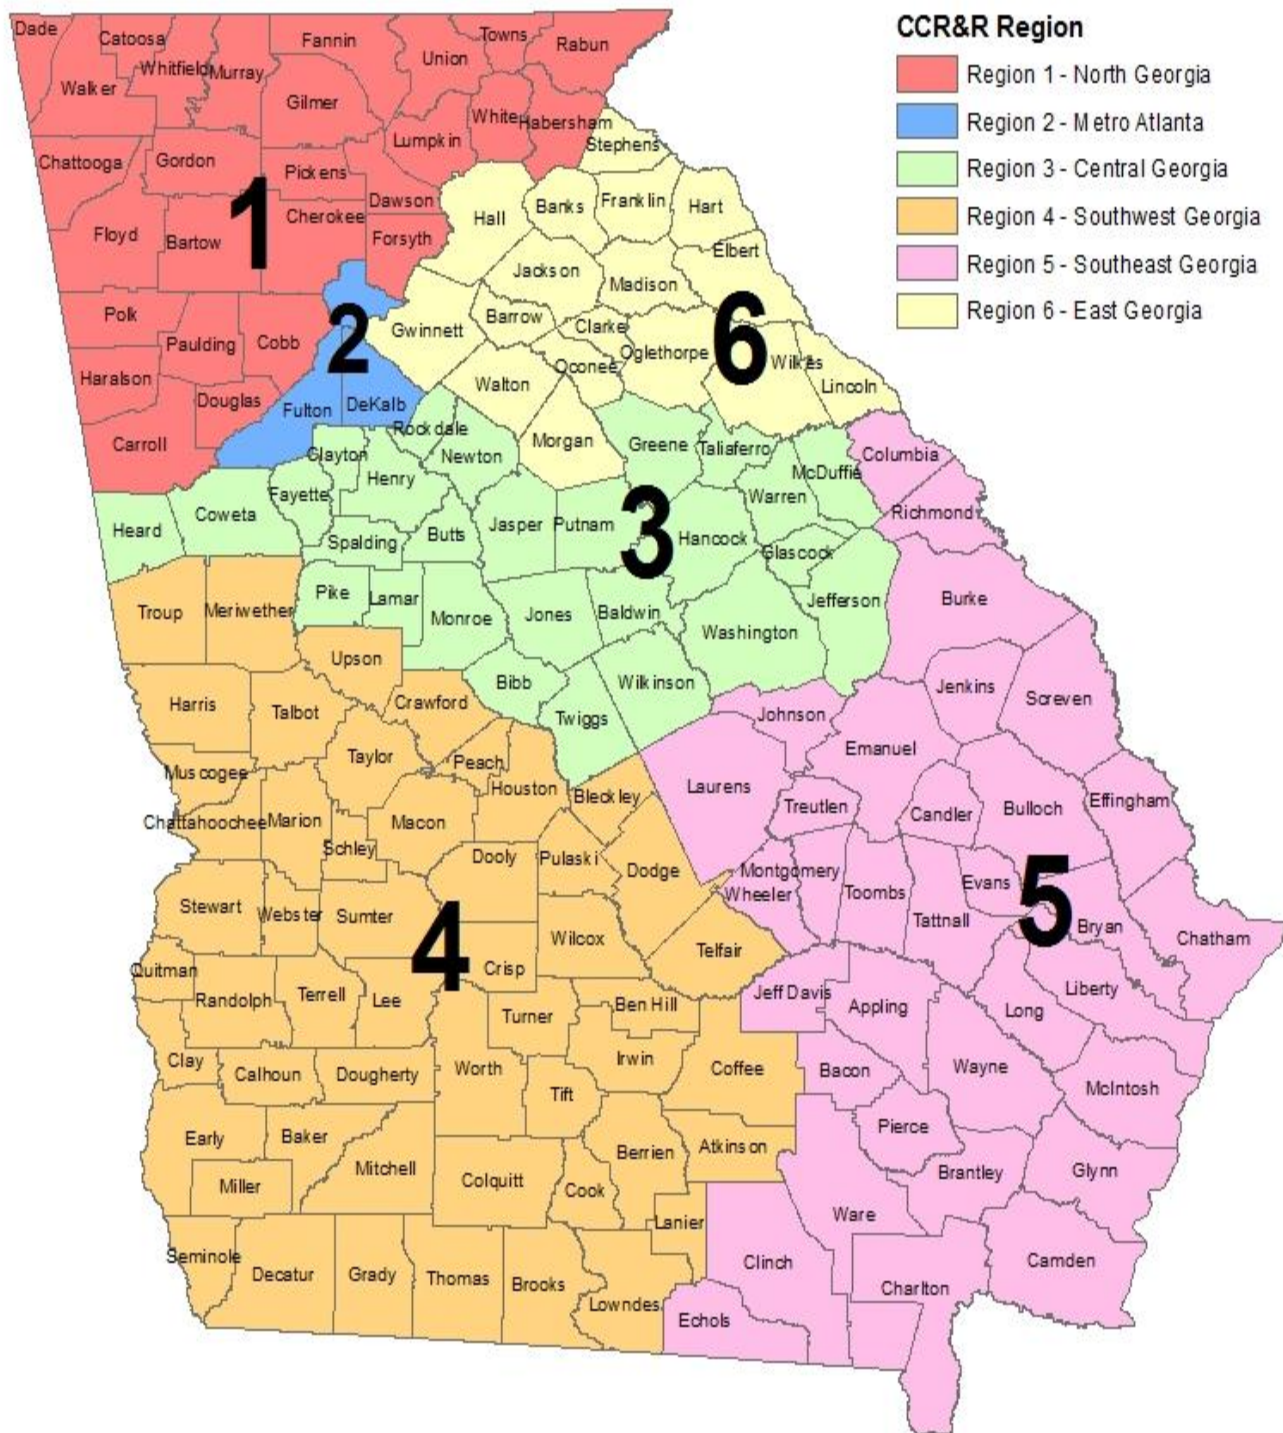 CCR&R Region
Region 1 - North Georgia
Region 2 - Metro Atlanta
Region 3 - Central Georgia
Region 4 - Southwest Georgia
Region 5 - Southeast Georgia
Region 6 - East Georgia
Dade
Catoosa
Fannin
Towns
Union
Rabun
Whitfield
Murray
Walker
Gilmer
White
Habersham
Lumpkin
Stephens
Chattooga
Gordon
Pickens
Dawson
1
Cherokee
Forsyth
Floyd
Bartow
Hall
Banks
Franklin
Hart
Elbert
Jackson
Madison
Polk
Paulding
Cobb
2
Gwinnett
Barrow
Clarke
Oconee
Oglethorpe
6
Wilkes
Lincoln
Haralson
Douglas
Walton
Fulton
DeKalb
Carroll
Rockdale
Morgan
Clayton
Newton
Greene
Taliaferro
McDuffie
Columbia
Henry
Fayette
Warren
Richmond
Heard
Coweta
Spalding
Butts
Jasper
Putnam
3
Hancock
Glascock
Troup
Meriwether
Pike
Lamar
Monroe
Jones
Baldwin
Washington
Jefferson
Burke
Upson
Bibb
Wilkinson
Jenkins
Screven
Harris
Talbot
Crawford
Twiggs
Johnson
Emanuel
Muscogee
Taylor
Peach
Houston
Bleckley
Laurens
Treutlen
Candler
Bulloch
Effingham
Chattahoochee
Marion
Macon
Schley
Dooly
Pulaski
Dodge
Montgomery
Wheeler
Toombs
Evans
5
Stewart
Webster
Sumter
4
Wilcox
Tattnall
Bryan
Chatham
Quitman
Crisp
Telfair
Randolph
Terrell
Lee
Turner
Ben Hill
Jeff Davis
Appling
Long
Liberty
Clay
Calhoun
Dougherty
Worth
Tift
Irwin
Coffee
Bacon
Wayne
McIntosh
Early
Baker
Mitchell
Miller
Colquitt
Cook
Berrien
Atkinson
Pierce
Brantley
Glynn
Lanier
Ware
Seminole
Decatur
Grady
Thomas
Brooks
Lowndes
Clinch
Echols
Charlton
Camden